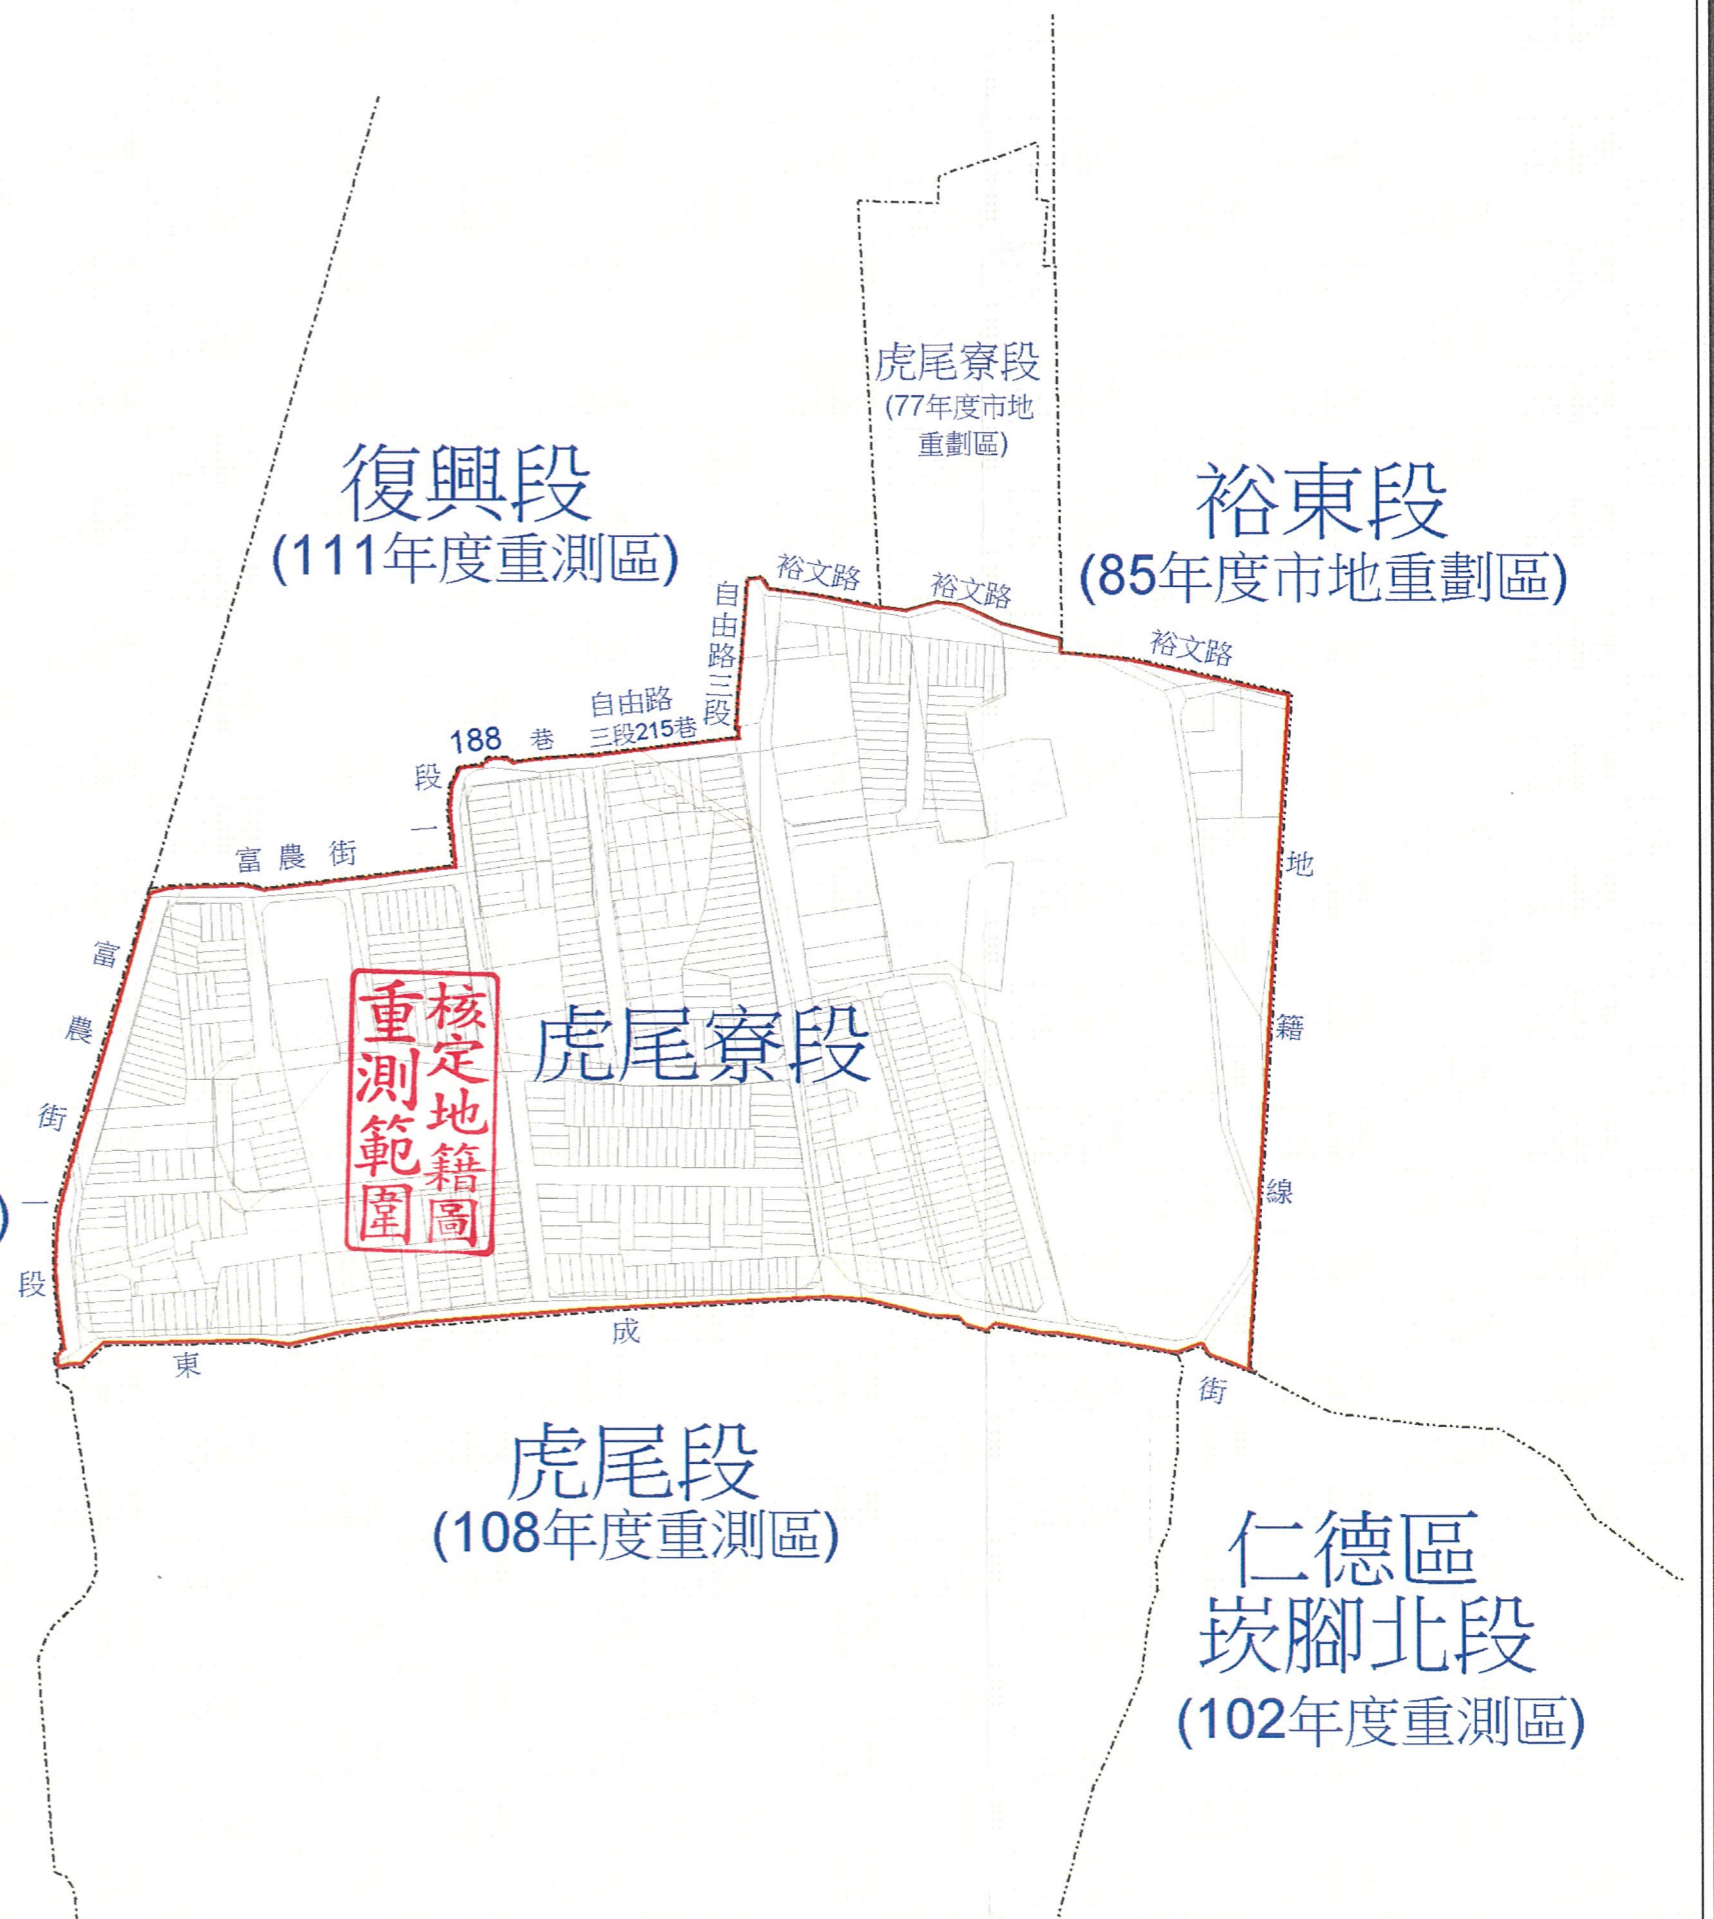 虎尾寮段
(77年度市地
重劃區)
復興段
(111年度重測區)
裕東段
(85年度市地重劃區)
裕文路
裕文路
裕文路
自由路三段
自由路
三段215巷
188 巷
段
一
富農街
富農街一段
)
地籍線
虎尾寮段
核定地籍圖
重測範圍
東成街
虎尾段
(108年度重測區)
仁德區
崁腳北段
(102年度重測區)